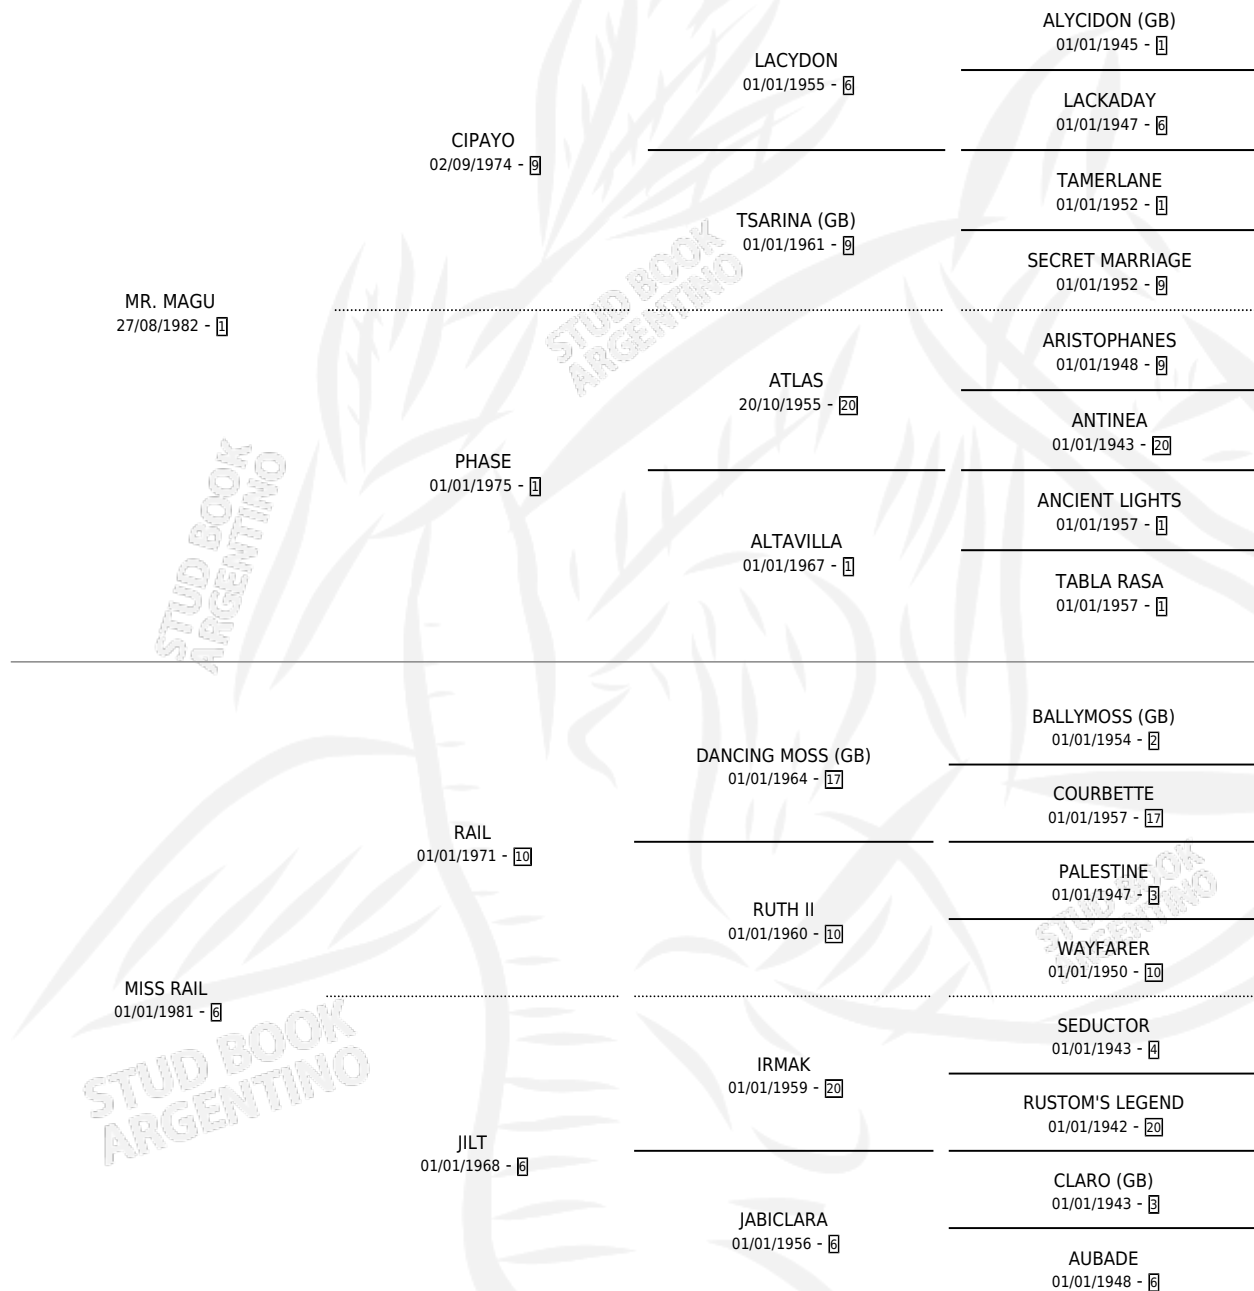 ALYCIDON (GB)
01/01/1945 - 1
LACYDON
01/01/1955 - 6
LACKADAY
01/01/1947 - 6
CIPAYO
02/09/1974 - 9
TAMERLANE
01/01/1952 - 1
TSARINA (GB)
01/01/1961 - 9
SECRET MARRIAGE
01/01/1952 - 9
MR. MAGU
27/08/1982 - 1
ARISTOPHANES
01/01/1948 - 9
ATLAS
20/10/1955 - 20
ANTINEA
01/01/1943 - 20
PHASE
01/01/1975 - 1
ANCIENT LIGHTS
01/01/1957 - 1
ALTAVILLA
01/01/1967 - 1
TABLA RASA
01/01/1957 - 1
BALLYMOSS (GB)
01/01/1954 - 2
DANCING MOSS (GB)
01/01/1964 - 17
COURBETTE
01/01/1957 - 17
RAIL
01/01/1971 - 10
PALESTINE
01/01/1947 - 3
RUTH II
01/01/1960 - 10
WAYFARER
01/01/1950 - 10
MISS RAIL
01/01/1981 - 6
SEDUCTOR
01/01/1943 - 4
IRMAK
01/01/1959 - 20
RUSTOM'S LEGEND
01/01/1942 - 20
JILT
01/01/1968 - 6
CLARO (GB)
01/01/1943 - 3
JABICLARA
01/01/1956 - 6
AUBADE
01/01/1948 - 6
STUD BOOK
ARGENTINO
STUD BOOK
ARGENTINO
STUD BOOK
ARGENTINO
STUD BOOK
ARGENTINO